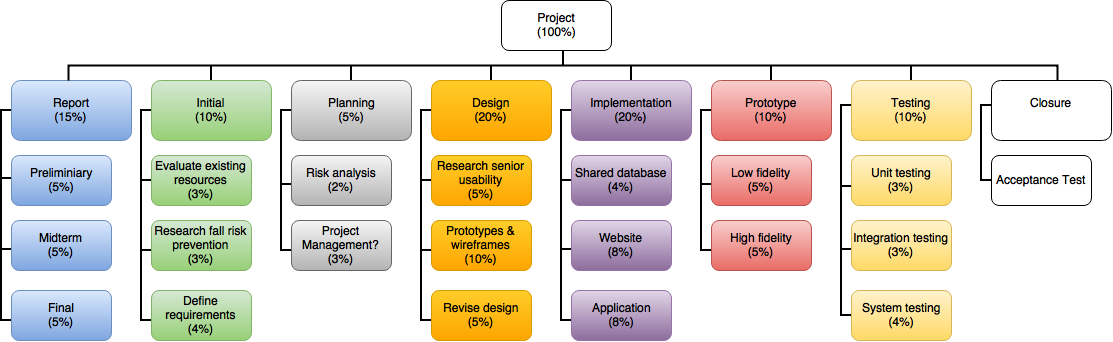 Project
(100%)
Report
(15%)
Initial
(10%)
Planning
(5%)
Design
(20%)
Implementation
(20%)
Prototype
(10%)
Testing
(10%)
Closure
Preliminiary
(5%)
Evaluate existing
resources
(3%)
Risk analysis
(2%)
Research senior
usability
(5%)
Shared database
(4%)
Low fidelity
(5%)
Unit testing
(3%)
Acceptance Test
Midterm
(5%)
Research fall risk
prevention
(3%)
Project
Management?
(3%)
Prototypes &
wireframes
(10%)
Website
(8%)
High fidelity
(5%)
Integration testing
(3%)
Final
(5%)
Define
requirements
(4%)
Revise design
(5%)
Application
(8%)
System testing
(4%)